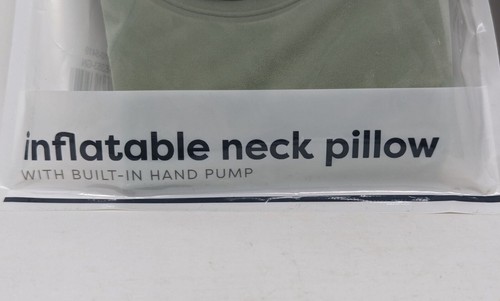 inflatable neck pillow
WITH BUILT-IN HAND PUMP